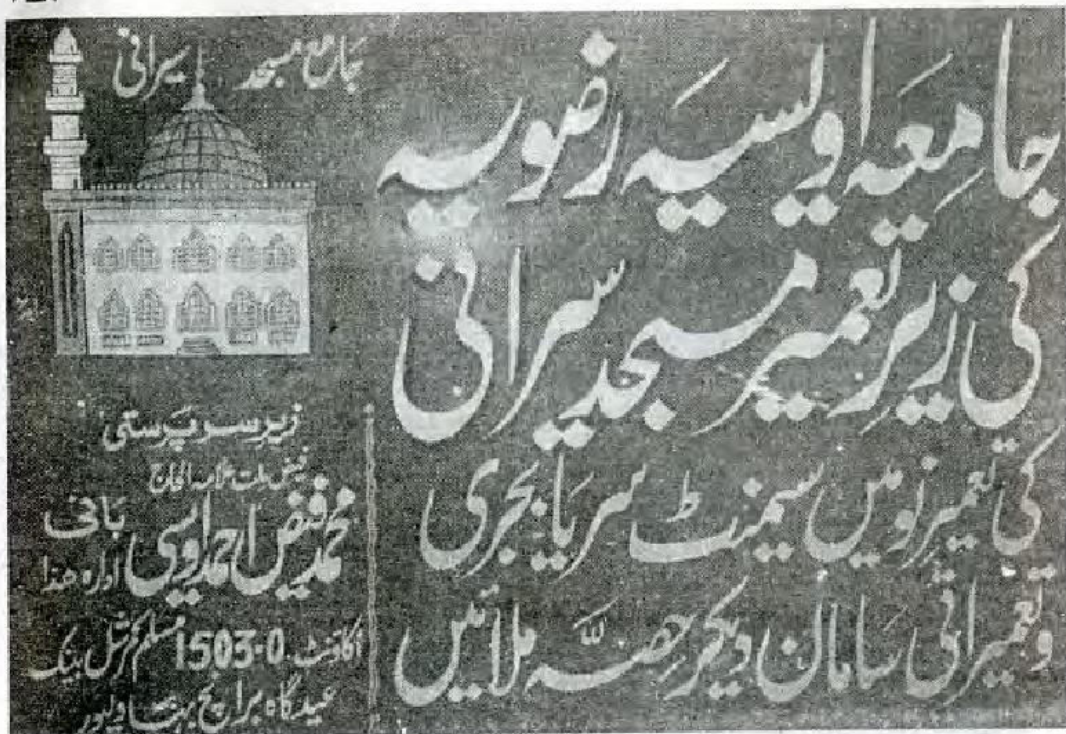 جامعہ اویسیہ رضویہ
کی زیر تعمیر مسجد سیرانی
کی تعمیر نو میں سیمنٹ سریا، بجری
و تعمیراتی سامان دیکر حصہ ملائیں
جامع مسجد سیرانی
زیر سرپرستی
فیض ملت علامہ الحاج
محمد فیض احمد اویسی بانی ادارہ ھذا
اکاؤنٹ 1503-0 مسلم کمرشل بینک
عیدگاہ برانچ بہاولپور